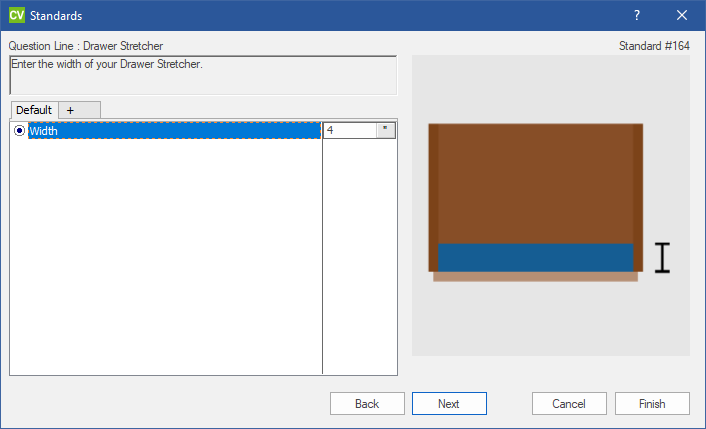 CV Standards ? ✕
Question Line : Drawer Stretcher Standard #164
Enter the width of your Drawer Stretcher.
Default +
Width 4 "
Back Next Cancel Finish